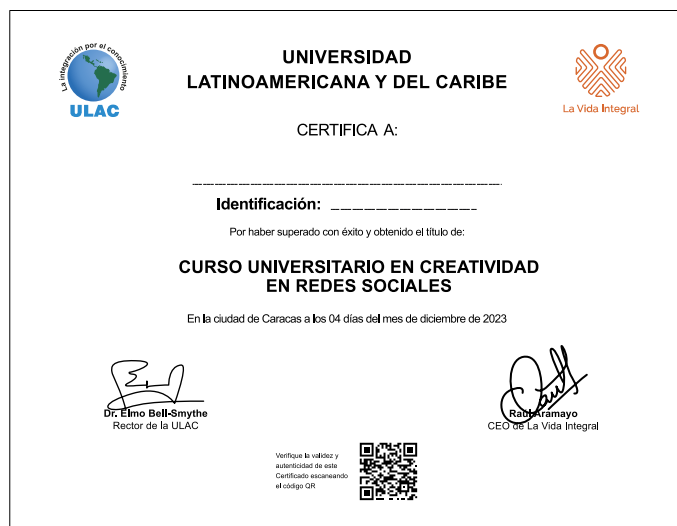 La integración por el conocimiento
ULAC
UNIVERSIDAD
LATINOAMERICANA Y DEL CARIBE
La Vida Integral
CERTIFICA A:
Identificación:
Por haber superado con éxito y obtenido el título de:
CURSO UNIVERSITARIO EN CREATIVIDAD
EN REDES SOCIALES
En la ciudad de Caracas a los 04 días del mes de diciembre de 2023
Dr. Elmo Bell-Smythe
Rector de la ULAC
Raúl Aramayo
CEO de La Vida Integral
Verifique la validez y
autenticidad de este
Certificado escaneando
el código QR